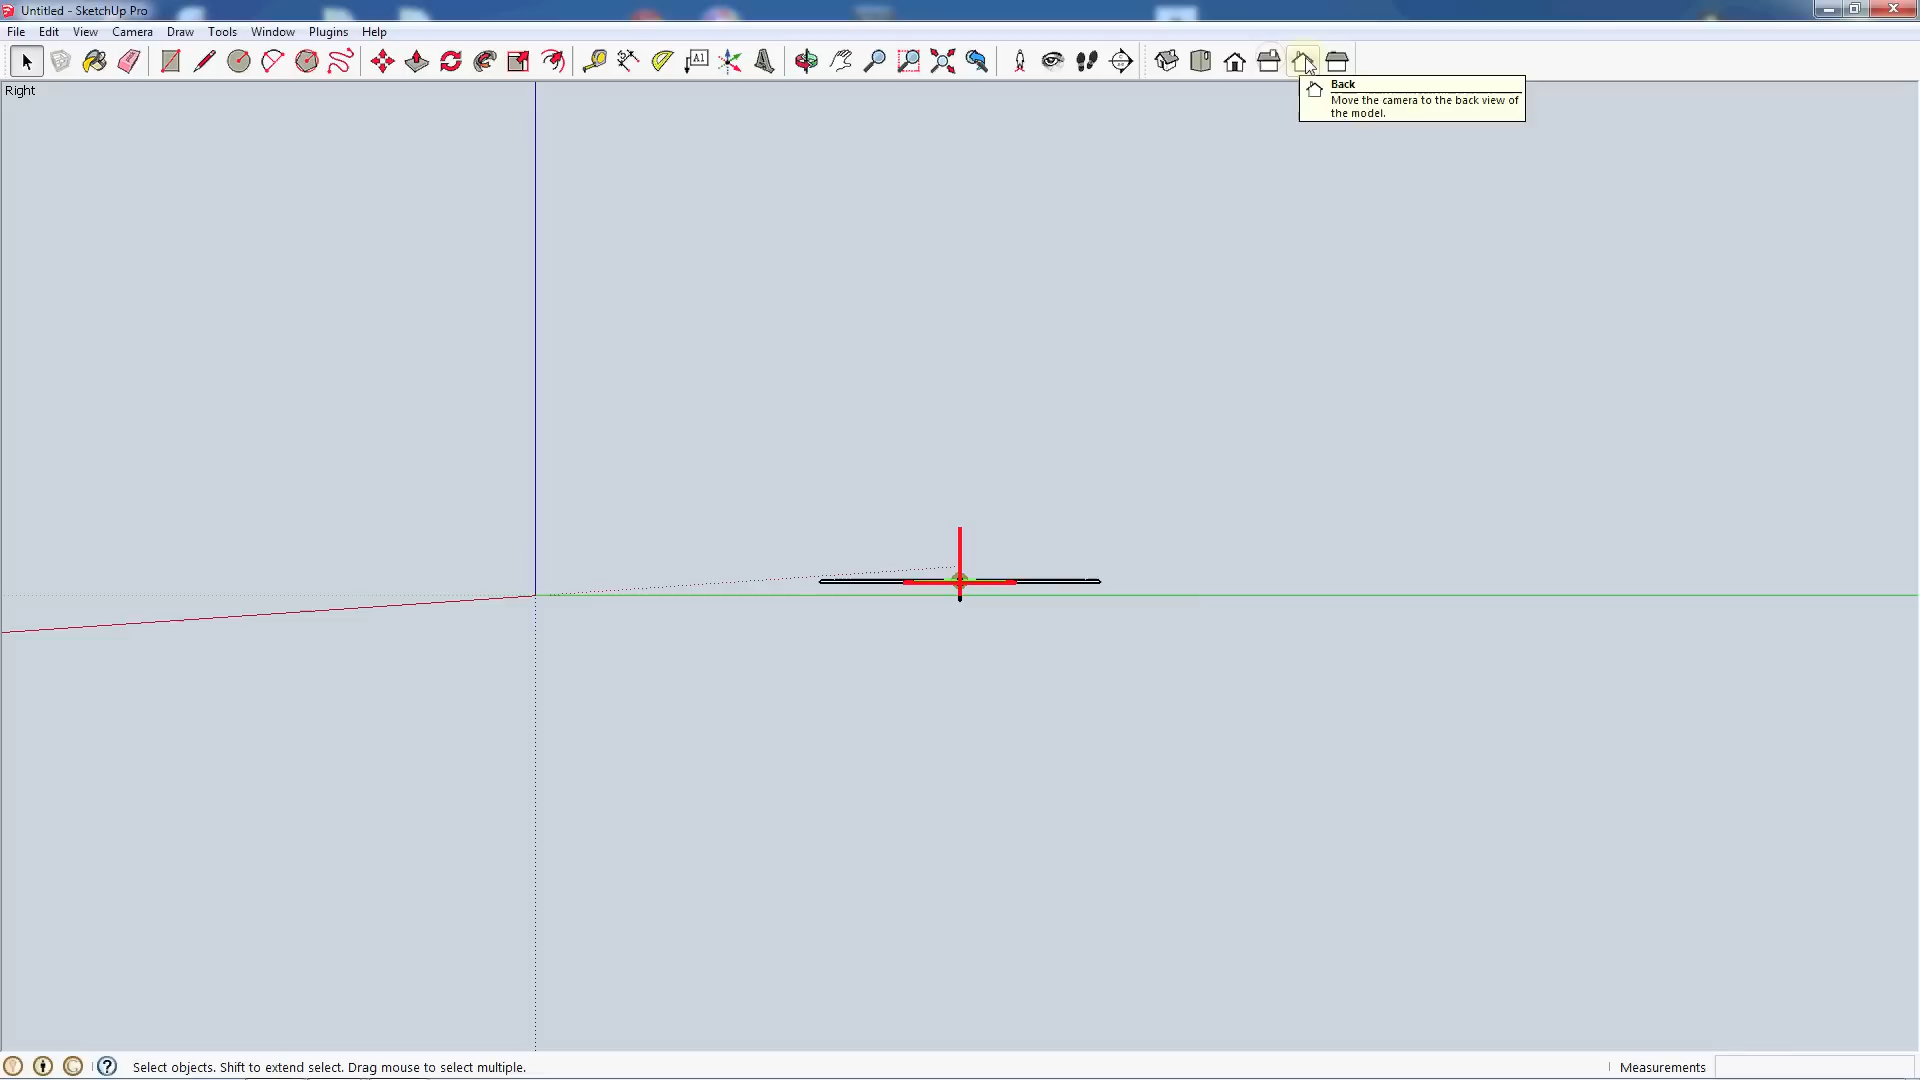 Untitled - SketchUp Pro
File Edit View Camera Draw Tools Window Plugins Help
A1
Right
Back
Move the camera to the back view of
the model.
Select objects. Shift to extend select. Drag mouse to select multiple.
Measurements